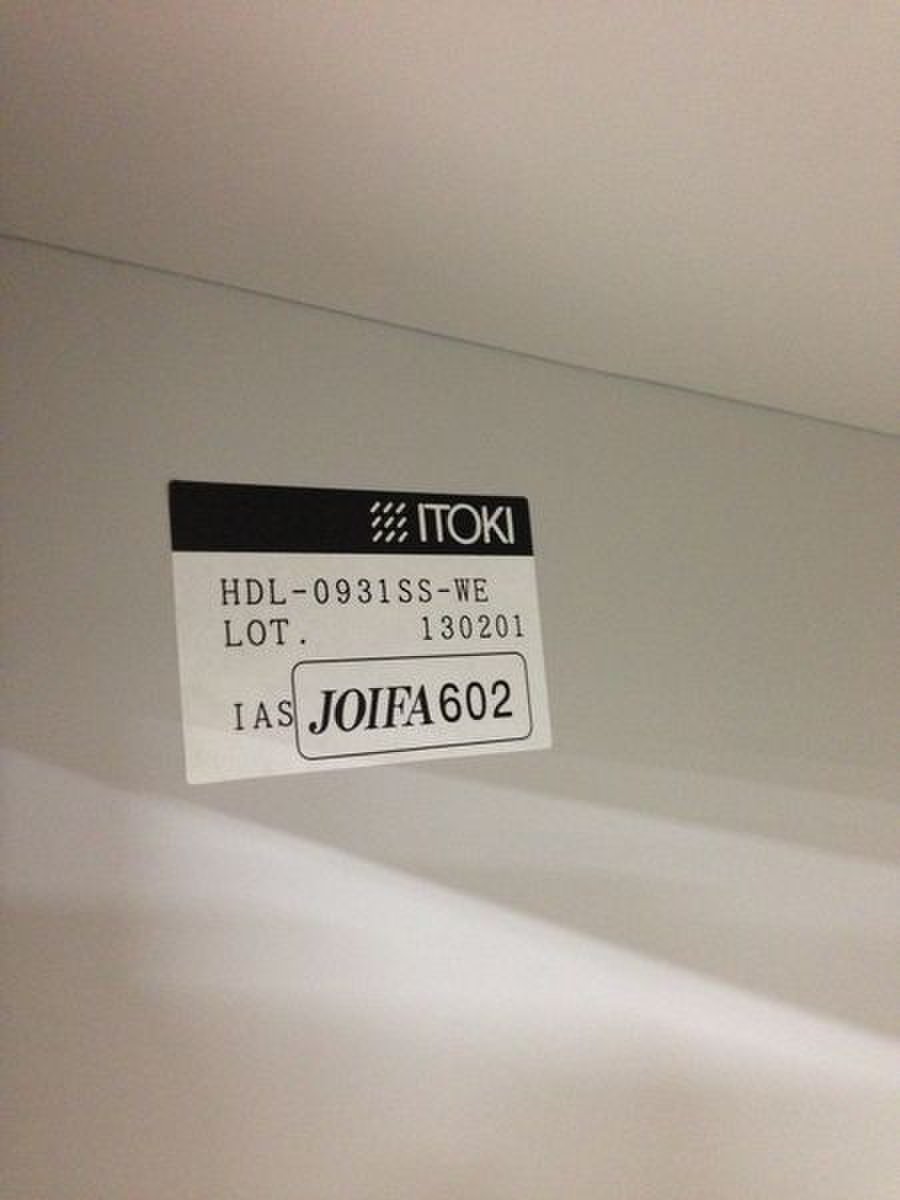 ITOKI
HDL-0931SS-WE
LOT. 130201
IAS JOIFA602